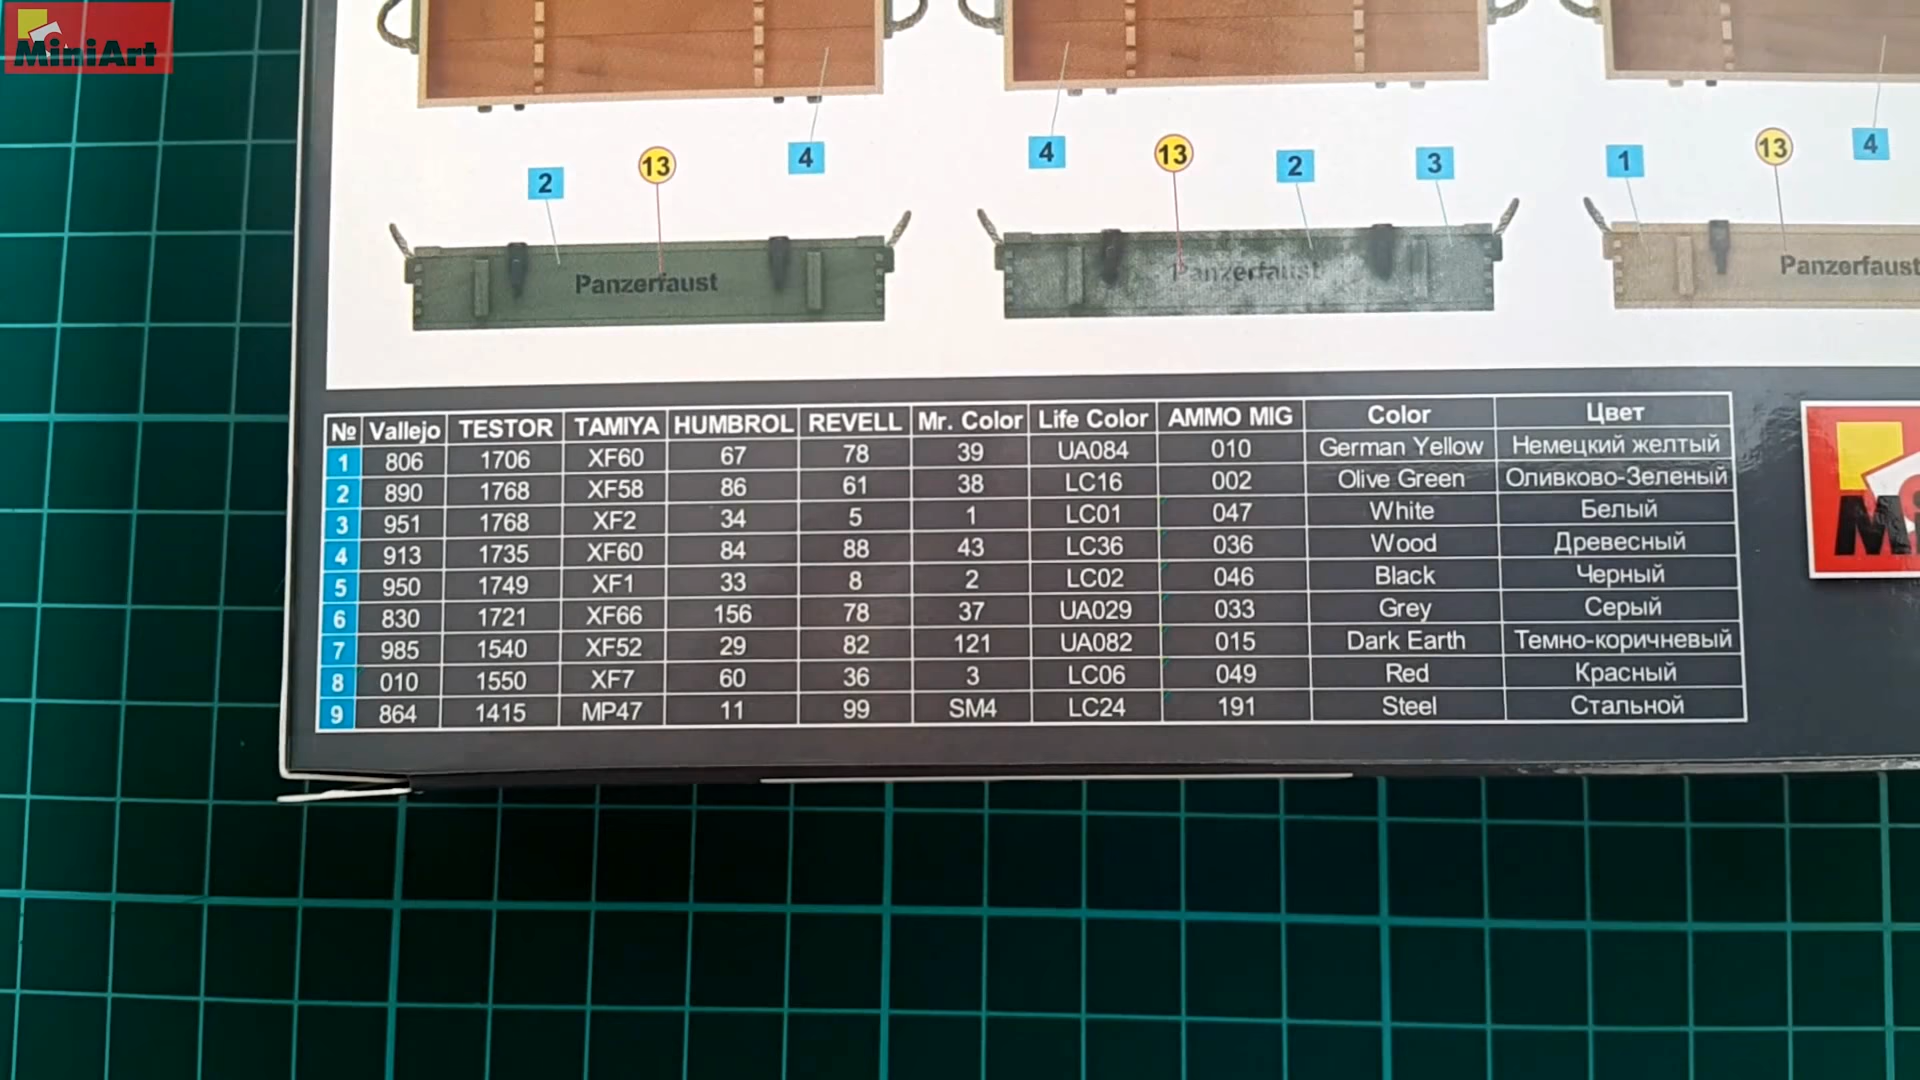 MiniArt
4
4
13
2
3
1
13
4
2
13
Panzerfaust
Panzerfaust
Panzerfaust
№ Vallejo TESTOR TAMIYA HUMBROL REVELL Mr. Color Life Color AMMO MIG Color Цвет
1 806 1706 XF60 67 78 39 UA084 010 German Yellow Немецкий желтый
2 890 1768 XF58 86 61 38 LC16 002 Olive Green Оливково-Зеленый
3 951 1768 XF2 34 5 1 LC01 047 White Белый
4 913 1735 XF60 84 88 43 LC36 036 Wood Древесный
5 950 1749 XF1 33 8 2 LC02 046 Black Черный
6 830 1721 XF66 156 78 37 UA029 033 Grey Серый
7 985 1540 XF52 29 82 121 UA082 015 Dark Earth Темно-коричневый
8 010 1550 XF7 60 36 3 LC06 049 Red Красный
9 864 1415 MP47 11 99 SM4 LC24 191 Steel Стальной